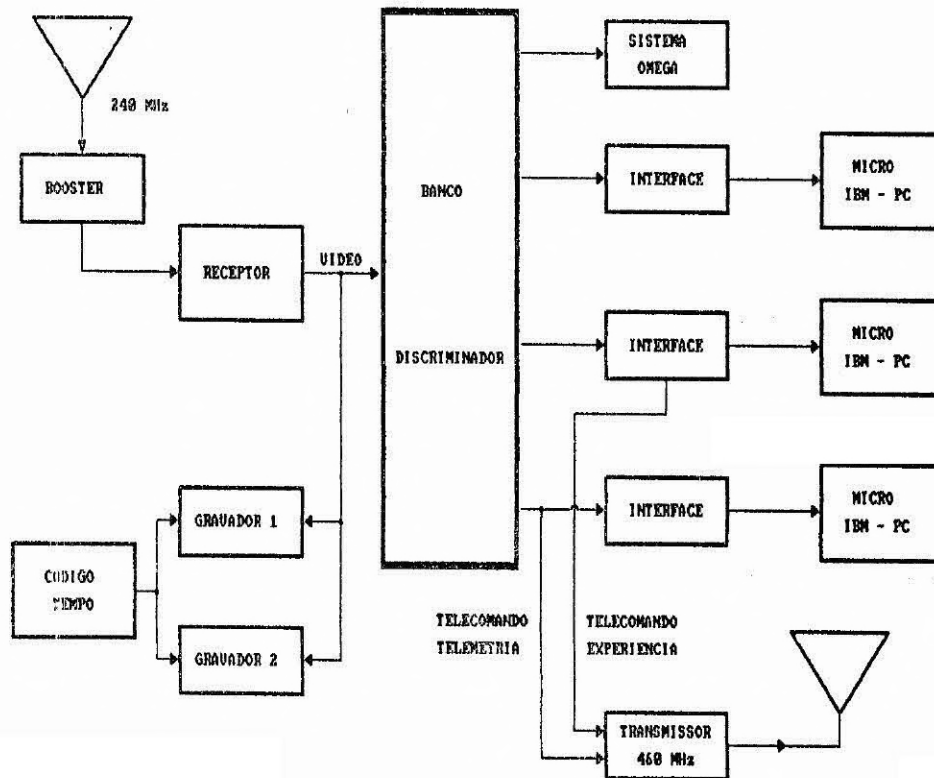 240 MHz
BOOSTER
RECEPTOR
VIDEO
BANCO
DISCRIMINADOR
SISTEMA
OMEGA
INTERFACE
MICRO
IBM - PC
INTERFACE
MICRO
IBM - PC
INTERFACE
MICRO
IBM - PC
GRAVADOR 1
GRAVADOR 2
CODIGO
TEMPO
TELECOMANDO
TELEMETRIA
TELECOMANDO
EXPERIENCIA
TRANSMISSOR
460 MHz